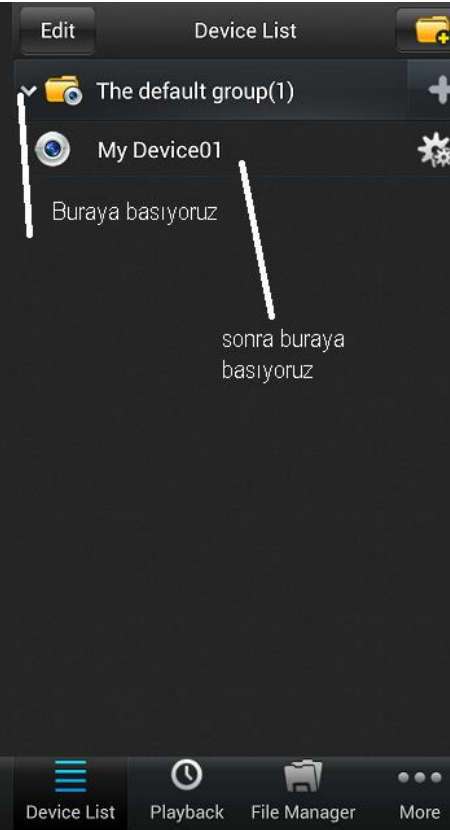 Edit
Device List
The default group(1)
My Device01
Buraya basıyoruz
sonra buraya
basıyoruz
Device List
Playback
File Manager
More